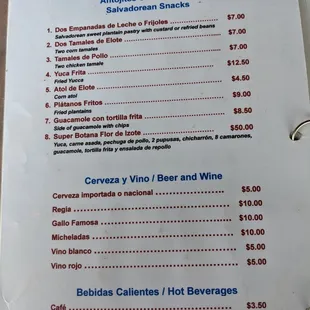 Salvadorean Snacks
1. Dos Empanadas de Leche o Frijoles $7.00
Salvadorean sweet plantain pastry with custard or refried beans
2. Dos Tamales de Elote $7.00
Two corn tamales
3. Tamales de Pollo $7.00
Two chicken tamale
4. Yuca Frita $12.50
Fried Yucca
5. Atol de Elote $4.50
Corn atol
6. Plátanos Fritos $9.00
Fried plantains
7. Guacamole con tortilla frita $8.50
Side of guacamole with chips
8. Super Botana Flor de Izote $50.00
Yuca, carne asada, pechuga de pollo, 2 pupusas, chicharrón, 8 camarones,
guacamole, tortilla frita y ensalada de repollo
Cerveza y Vino / Beer and Wine
Cerveza importada o nacional $5.00
Regia $10.00
Gallo Famosa $10.00
Micheladas $10.00
Vino blanco $5.00
Vino rojo $5.00
Bebidas Calientes / Hot Beverages
Café $3.50